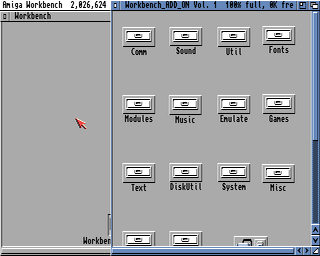 Amiga Workbench 2,026,624
Workbench
Workbench_ADD_ON Vol. 1 100% full, 0K fre
Comm Sound Util Fonts
Modules Music Emulate Games
Text DiskUtil System Misc
Workben